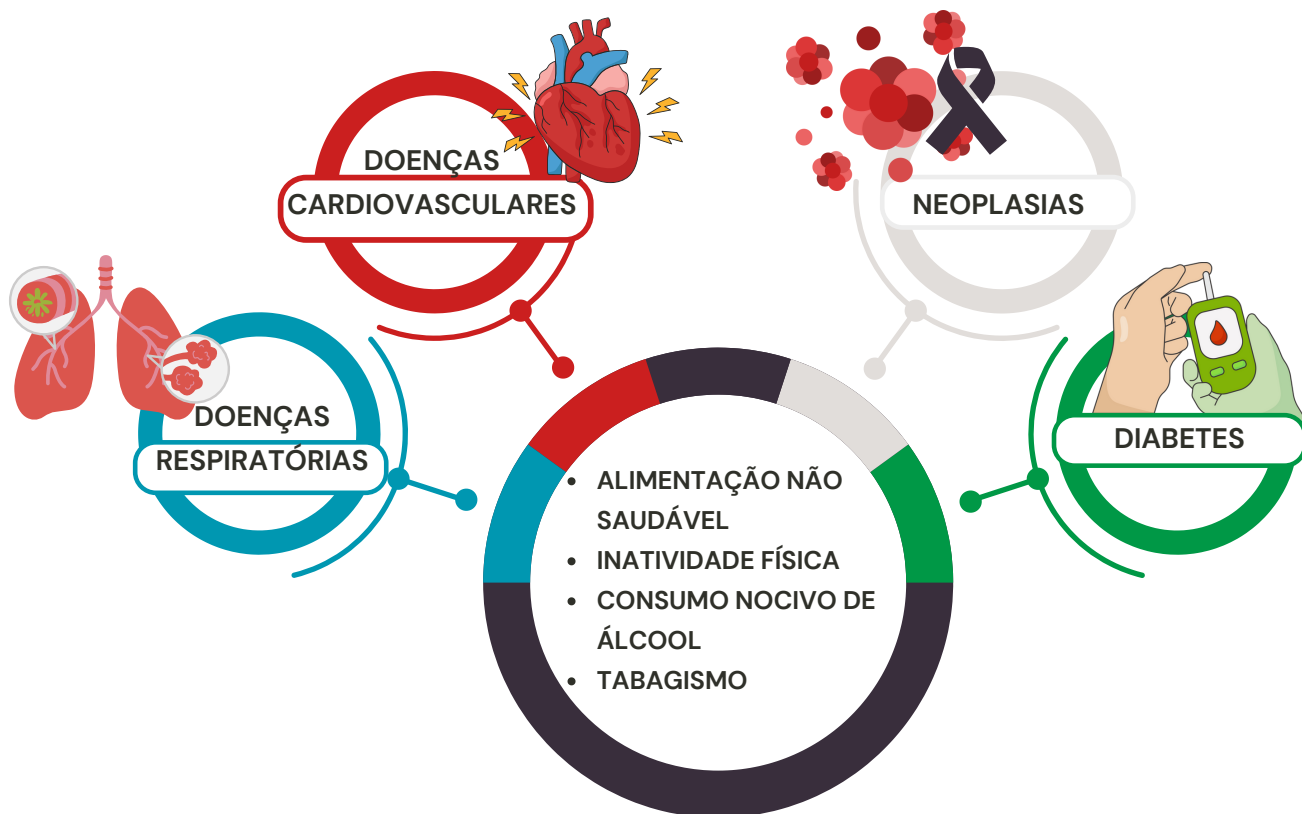 DOENÇAS
CARDIOVASCULARES
NEOPLASIAS
DOENÇAS
RESPIRATÓRIAS
DIABETES
• ALIMENTAÇÃO NÃO
SAUDÁVEL
• INATIVIDADE FÍSICA
• CONSUMO NOCIVO DE
ÁLCOOL
• TABAGISMO